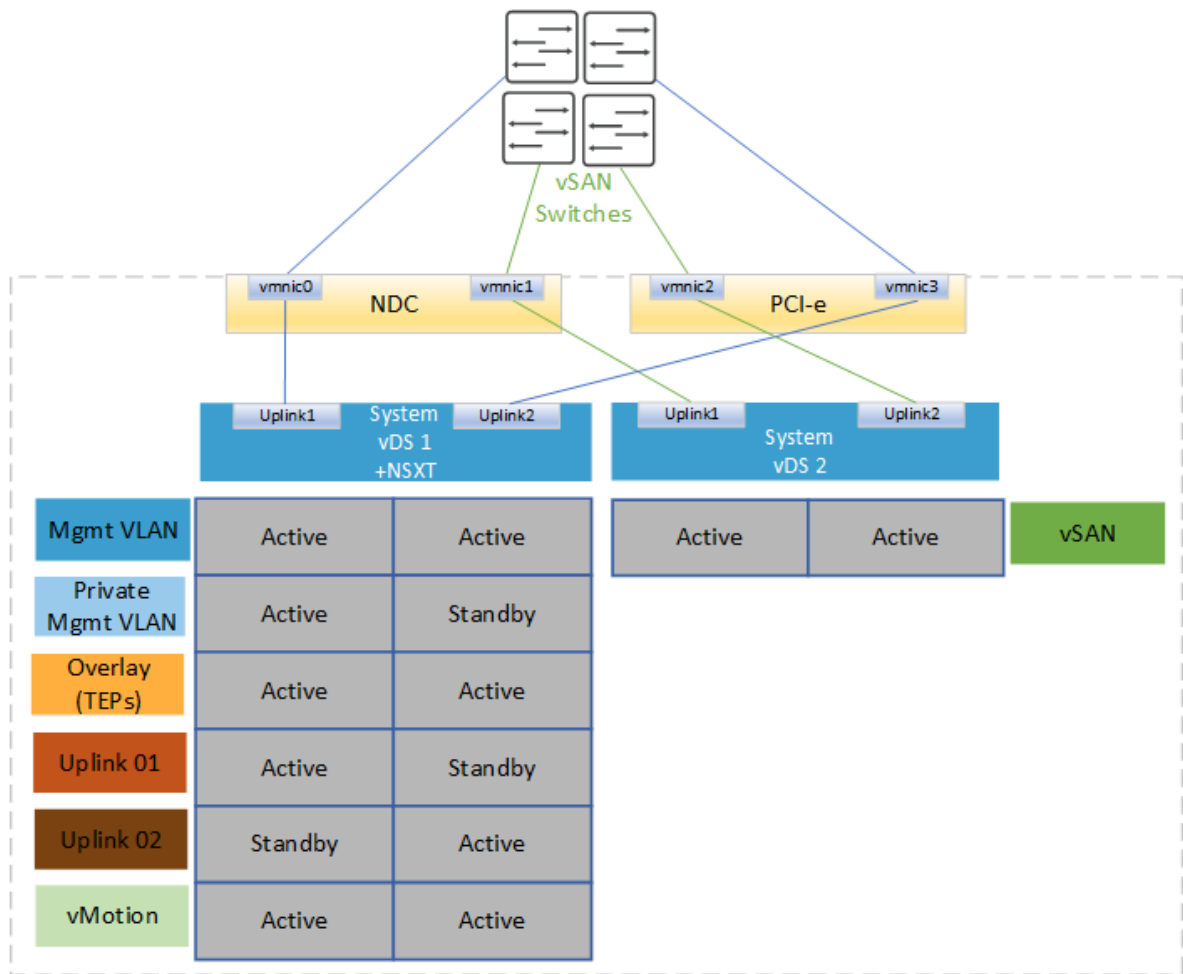 vSAN
Switches
vmnic0
vmnic1
vmnic2
vmnic3
NDC
PCI-e
Uplink1
System
Uplink2
vDS 1
+NSXT
Uplink1
Uplink2
System
vDS 2
Mgmt VLAN
Active
Active
Active
Active
vSAN
Private
Mgmt VLAN
Active
Standby
Overlay
(TEPs)
Active
Active
Uplink 01
Active
Standby
Uplink 02
Standby
Active
vMotion
Active
Active